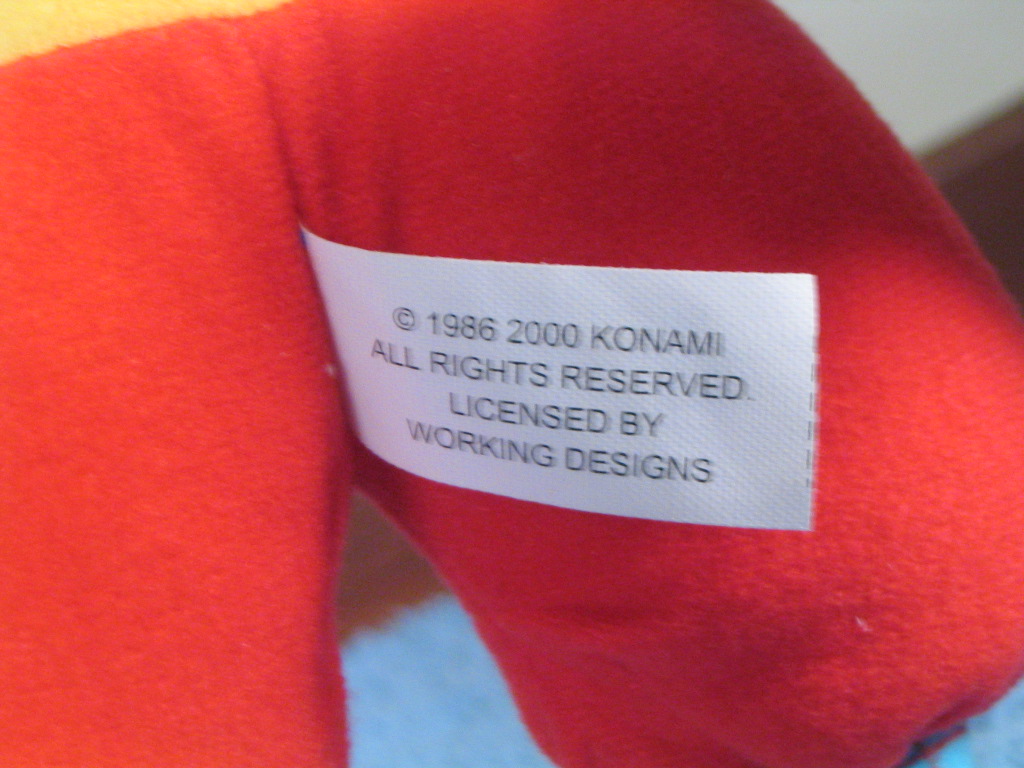 © 1986 2000 KONAMI
ALL RIGHTS RESERVED.
LICENSED BY
WORKING DESIGNS